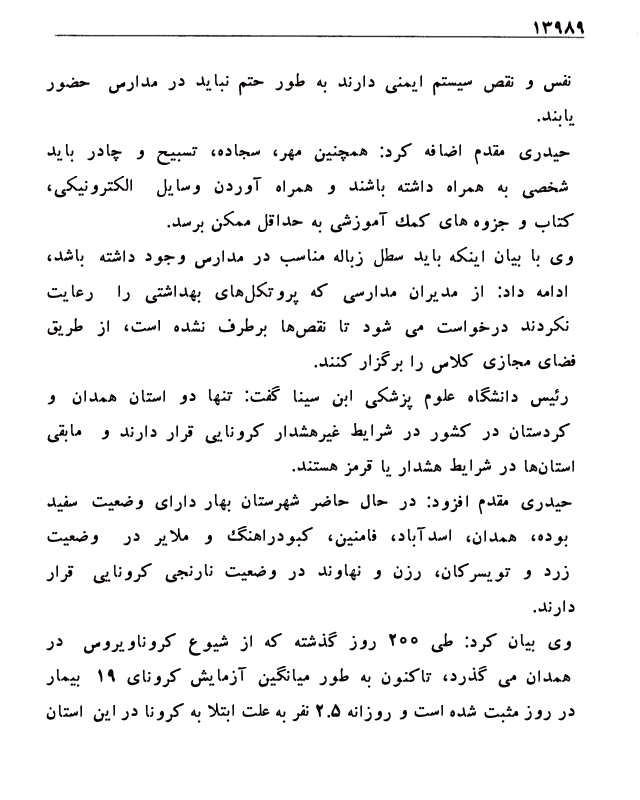 ۱۳۹۸۹
نفس و نقص سیستم ایمنی دارند به طور حتم نباید در مدارس حضور
یابند.
حیدری مقدم اضافه کرد: همچنین مهر، سجاده، تسبیح و چادر باید
شخصی به همراه داشته باشند و همراه آوردن وسایل الکترونیکی،
کتاب و جزوه های کمك آموزشی به حداقل ممکن برسد.
وی با بیان اینکه باید سطل زباله مناسب در مدارس وجود داشته باشد،
ادامه داد: از مدیران مدارسی که پروتکل‌های بهداشتی را رعایت
نکردند درخواست می شود تا نقص‌ها برطرف نشده است، از طریق
فضای مجازی کلاس را برگزار کنند.
رئیس دانشگاه علوم پزشکی ابن سینا گفت: تنها دو استان همدان و
کردستان در کشور در شرایط غیرهشدار کرونایی قرار دارند و مابقی
استان‌ها در شرایط هشدار یا قرمز هستند.
حیدری مقدم افزود: در حال حاضر شهرستان بهار دارای وضعیت سفید
بوده، همدان، اسدآباد، فامنین، کبودراهنگ و ملایر در وضعیت
زرد و تویسرکان، رزن و نهاوند در وضعیت نارنجی کرونایی قرار
دارند.
وی بیان کرد: طی ۲۰۰ روز گذشته که از شیوع کروناویروس در
همدان می گذرد، تاکنون به طور میانگین آزمایش کرونای ۱۹ بیمار
در روز مثبت شده است و روزانه ۲.۵ نفر به علت ابتلا به کرونا در این استان